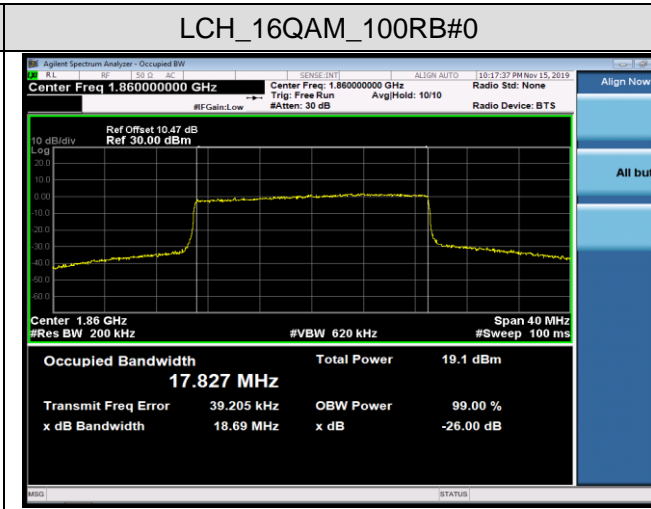 LCH_16QAM_100RB#0
Agilent Spectrum Analyzer - Occupied BW
RL RF 50 Ω AC SENSE:INT ALIGN AUTO 10:17:37 PM Nov 15, 2019
Center Freq 1.860000000 GHz Center Freq: 1.860000000 GHz Radio Std: None Align Now
Trig: Free Run Avg|Hold: 10/10
#IFGain:Low #Atten: 30 dB Radio Device: BTS
Ref Offset 10.47 dB
10 dB/div Ref 30.00 dBm
Log
20.0
10.0
0.00
-10.0
-20.0
-30.0
-40.0
-50.0
-60.0
All but
Center 1.86 GHz Span 40 MHz
#Res BW 200 kHz #VBW 620 kHz #Sweep 100 ms
Occupied Bandwidth Total Power 19.1 dBm
17.827 MHz
Transmit Freq Error 39.205 kHz OBW Power 99.00 %
x dB Bandwidth 18.69 MHz x dB -26.00 dB
MSG STATUS